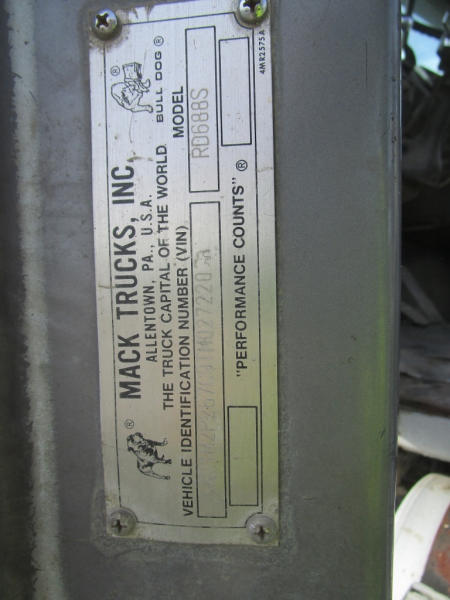 MACK TRUCKS, INC.
ALLENTOWN, PA., U.S.A.
THE TRUCK CAPITAL OF THE WORLD
® BULL DOG ®
VEHICLE IDENTIFICATION NUMBER (VIN) MODEL
RD688S
"PERFORMANCE COUNTS" ®
4MR2575A